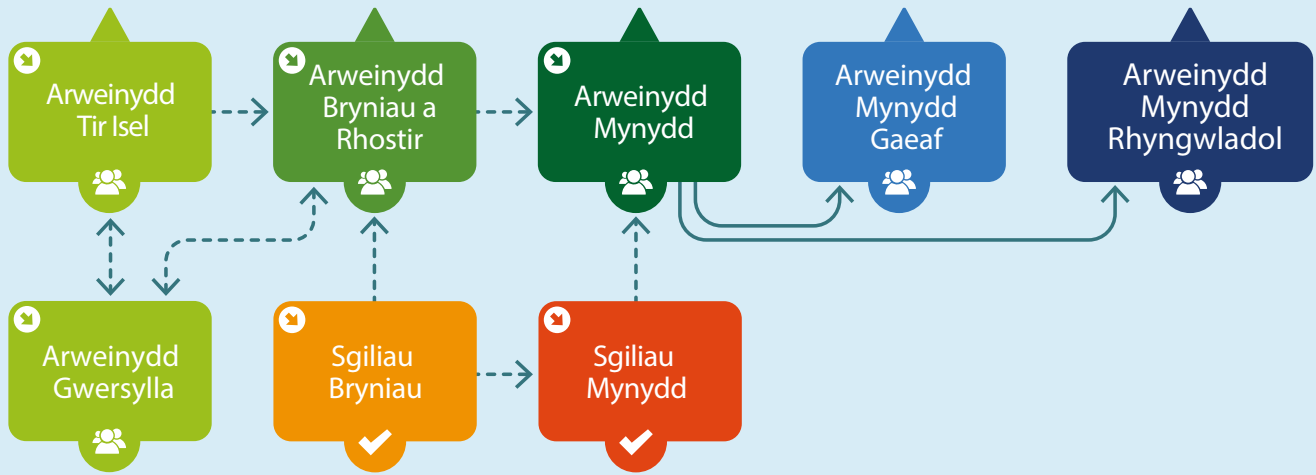 Arweinydd
Tir Isel
Arweinydd
Bryniau a
Rhostir
Arweinydd
Mynydd
Arweinydd
Mynydd
Gaeaf
Arweinydd
Mynydd
Rhyngwladol
Arweinydd
Gwersylla
Sgiliau
Bryniau
Sgiliau
Mynydd